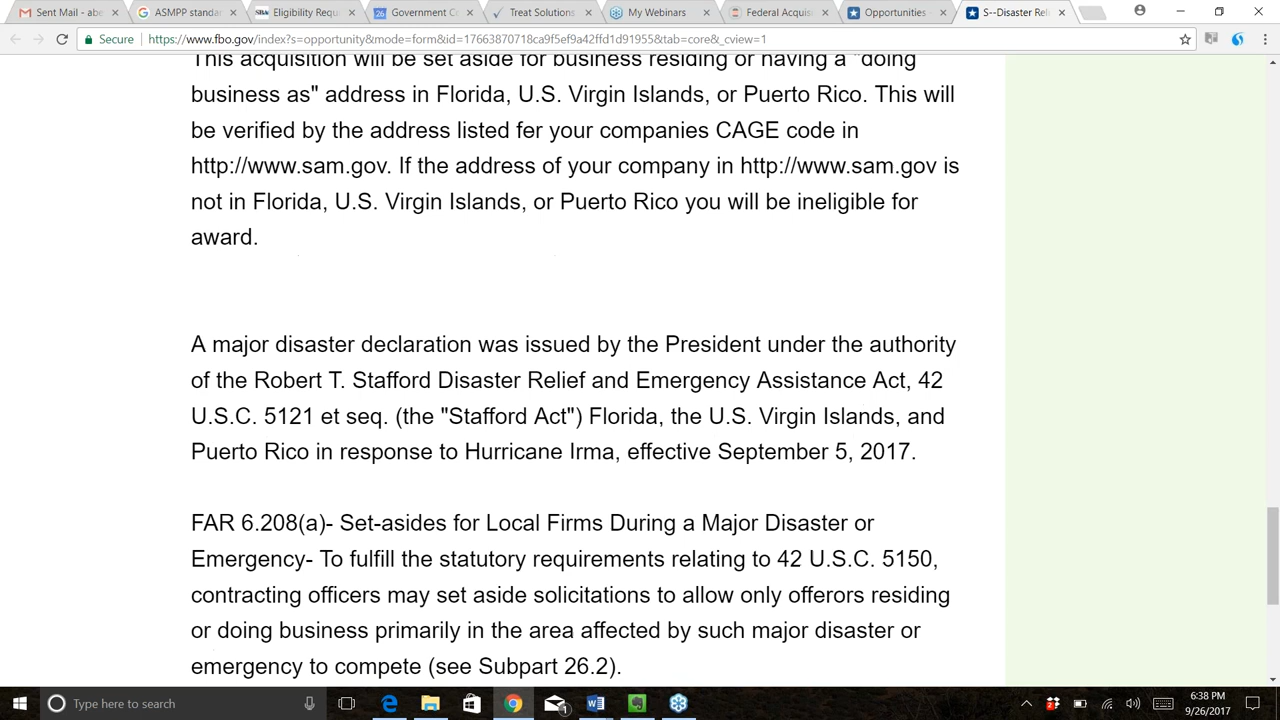 Sent Mail - abe
ASMPP standar
Eligibility Requ
Government Co
Treat Solutions
My Webinars
Federal Acquisi
Opportunities -
S--Disaster Reli
Secure
https://www.fbo.gov/index?s=opportunity&mode=form&id=17663870718ca9f5ef9a42ffd1d91955&tab=core&_cview=1
This acquisition will be set aside for business residing or having a "doing
business as" address in Florida, U.S. Virgin Islands, or Puerto Rico. This will
be verified by the address listed fer your companies CAGE code in
http://www.sam.gov. If the address of your company in http://www.sam.gov is
not in Florida, U.S. Virgin Islands, or Puerto Rico you will be ineligible for
award.
A major disaster declaration was issued by the President under the authority
of the Robert T. Stafford Disaster Relief and Emergency Assistance Act, 42
U.S.C. 5121 et seq. (the "Stafford Act") Florida, the U.S. Virgin Islands, and
Puerto Rico in response to Hurricane Irma, effective September 5, 2017.
FAR 6.208(a)- Set-asides for Local Firms During a Major Disaster or
Emergency- To fulfill the statutory requirements relating to 42 U.S.C. 5150,
contracting officers may set aside solicitations to allow only offerors residing
or doing business primarily in the area affected by such major disaster or
emergency to compete (see Subpart 26.2).
Type here to search
1
6:38 PM
9/26/2017